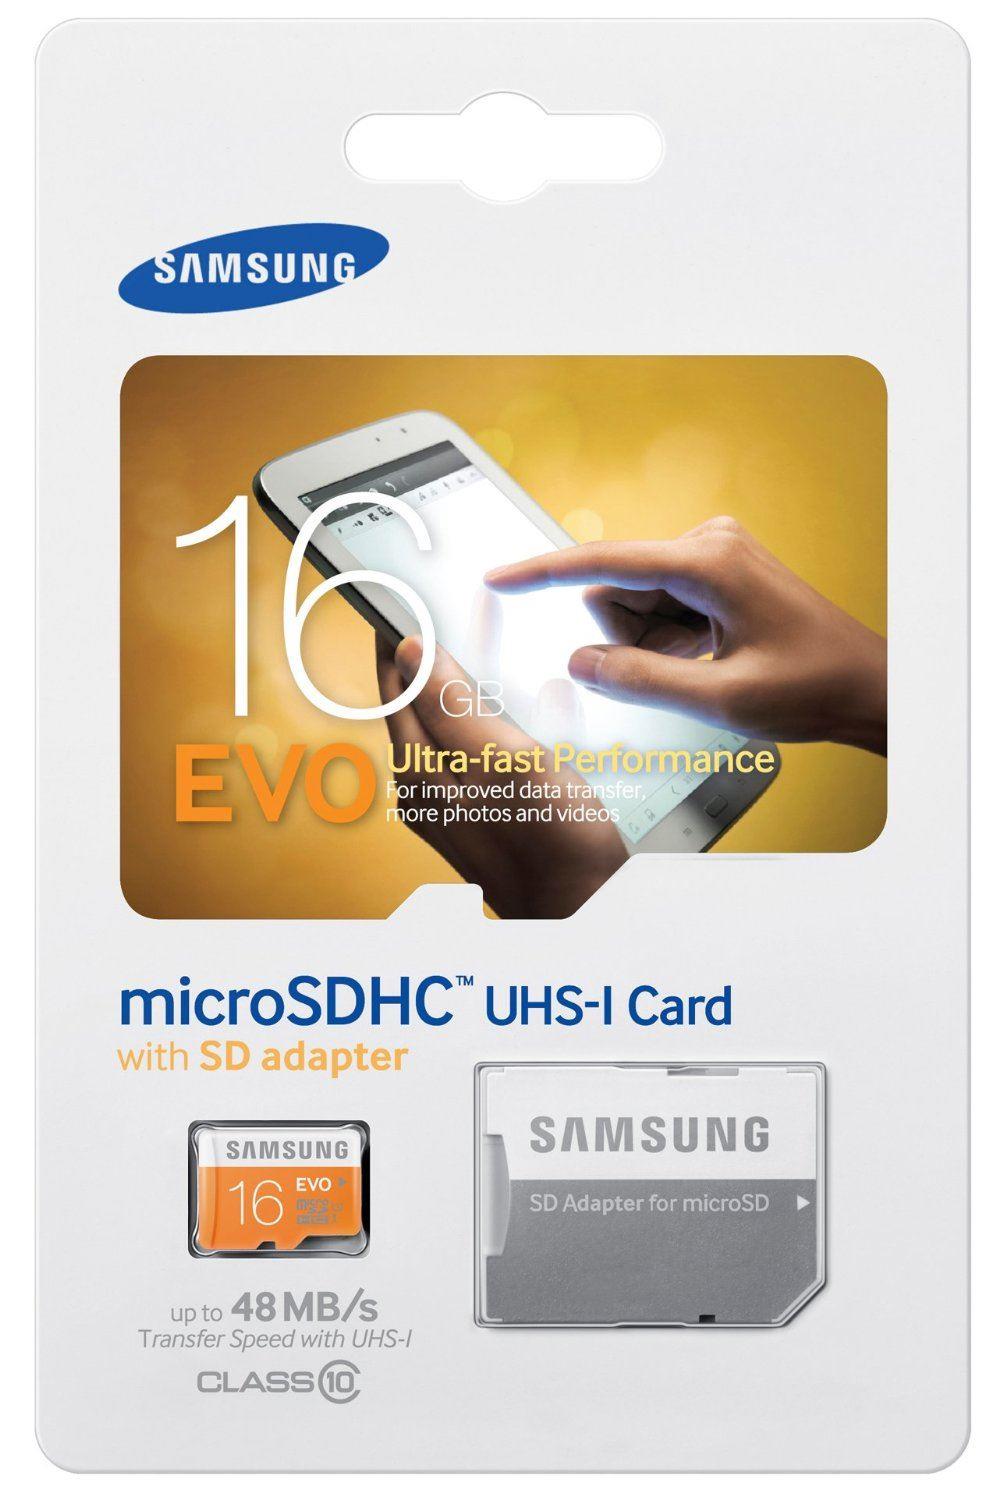 SAMSUNG
16
GB
EVO
Ultra-fast Performance
For improved data transfer,
more photos and videos
microSDHC™ UHS-I Card
with SD adapter
SAMSUNG
16
EVO
SAMSUNG
SD Adapter for microSD
up to 48 MB/s
Transfer Speed with UHS-I
CLASS 10